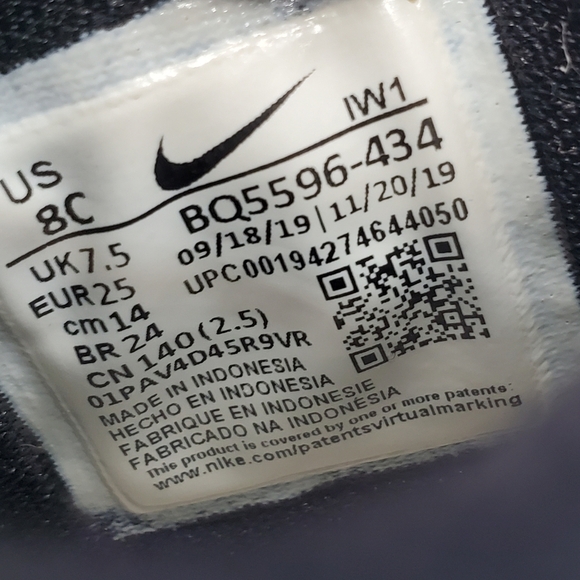 IW1
US
8C
BQ5596-434
UK7.5
09/18/19 | 11/20/19
EUR25
UPC00194274644050
cm14
BR 24
CN 140 (2.5)
01PAV4D45R9VR
MADE IN INDONESIA
HECHO EN INDONESIA
FABRIQUE EN INDONESIE
FABRICADO NA INDONÉSIA
This product is covered by one or more patents:
www.nike.com/patentsvirtualmarking